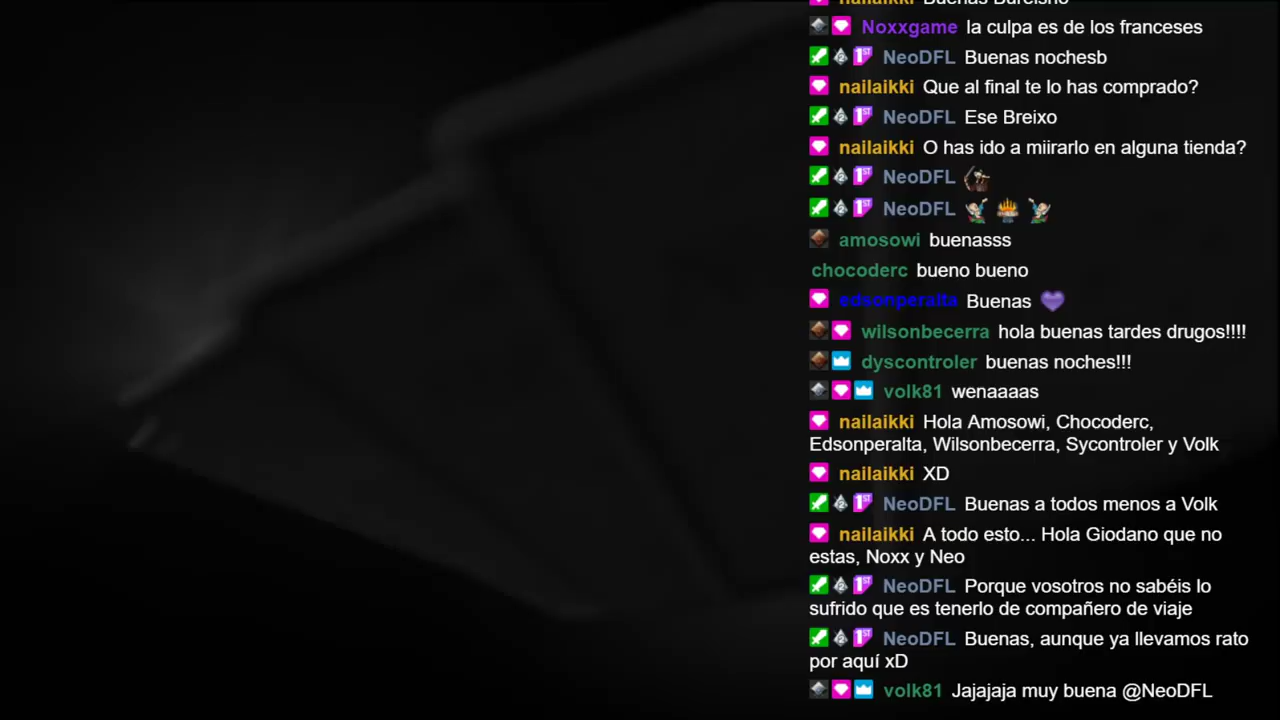 nailaikki Buenas Bureisho
Noxxgame la culpa es de los franceses
NeoDFL Buenas nochesb
nailaikki Que al final te lo has comprado?
NeoDFL Ese Breixo
nailaikki O has ido a miirarlo en alguna tienda?
NeoDFL
NeoDFL
amosowi buenasss
chocoderc bueno bueno
edsonperalta Buenas
wilsonbecerra hola buenas tardes drugos!!!!
dyscontroler buenas noches!!!
volk81 wenaaaas
nailaikki Hola Amosowi, Chocoderc,
Edsonperalta, Wilsonbecerra, Sycontroler y Volk
nailaikki XD
NeoDFL Buenas a todos menos a Volk
nailaikki A todo esto... Hola Giodano que no
estas, Noxx y Neo
NeoDFL Porque vosotros no sabéis lo
sufrido que es tenerlo de compañero de viaje
NeoDFL Buenas, aunque ya llevamos rato
por aquí xD
volk81 Jajajaja muy buena @NeoDFL